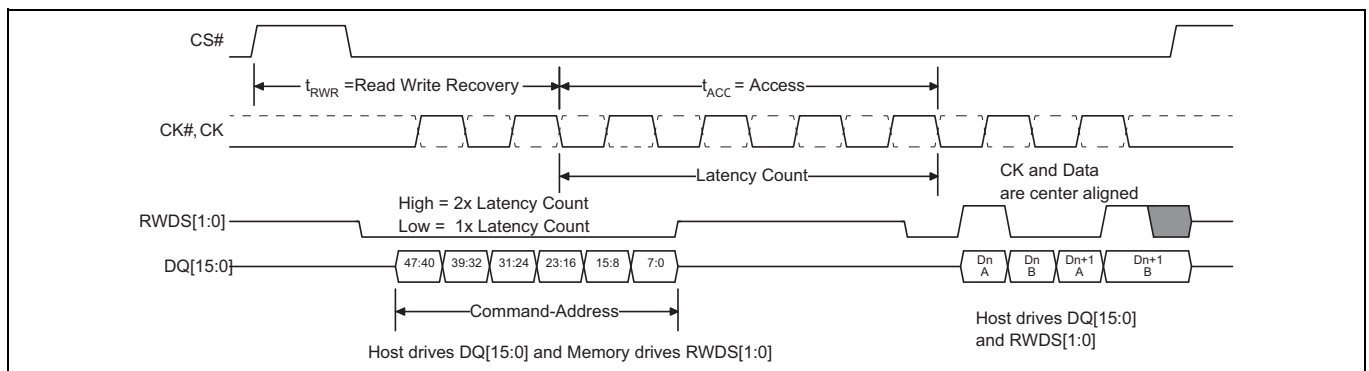 CS#
tRWR =Read Write Recovery
tACC = Access
CK#, CK
Latency Count
CK and Data
are center aligned
High = 2x Latency Count
Low = 1x Latency Count
RWDS[1:0]
DQ[15:0]
47:40 39:32 31:24 23:16 15:8 7:0
Dn A Dn B Dn+1 A Dn+1 B
Command-Address
Host drives DQ[15:0] and Memory drives RWDS[1:0]
Host drives DQ[15:0]
and RWDS[1:0]